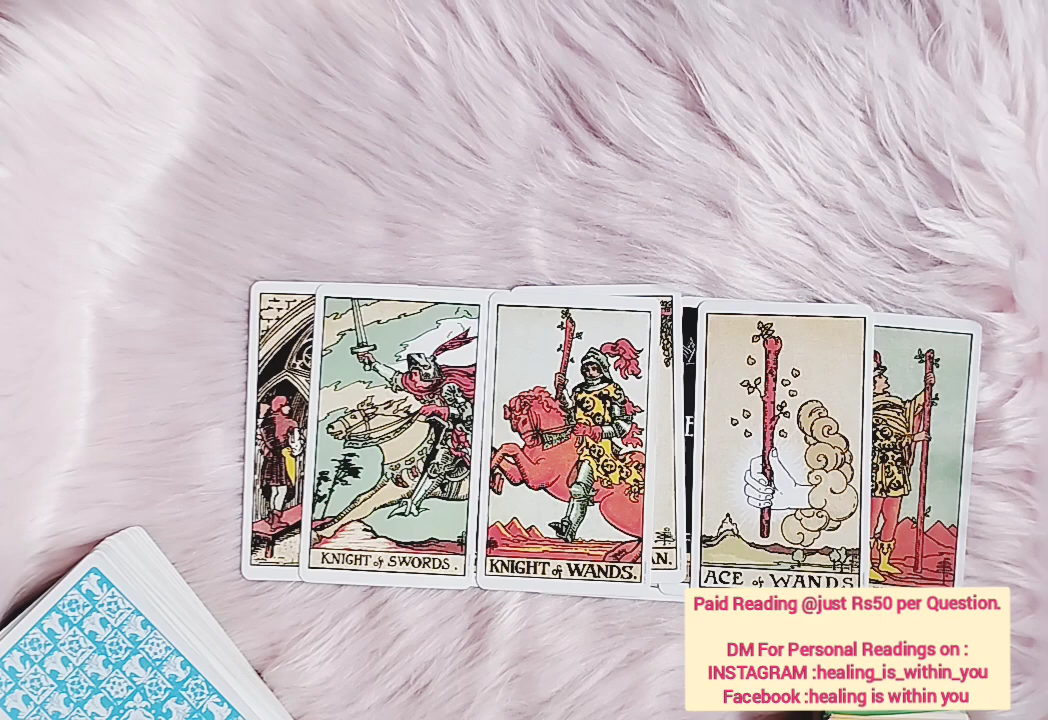 KNIGHT of SWORDS.
KNIGHT of WANDS.
AN.
ACE of WANDS
Paid Reading @just Rs50 per Question.
DM For Personal Readings on :
INSTAGRAM :healing_is_within_you
Facebook :healing is within you